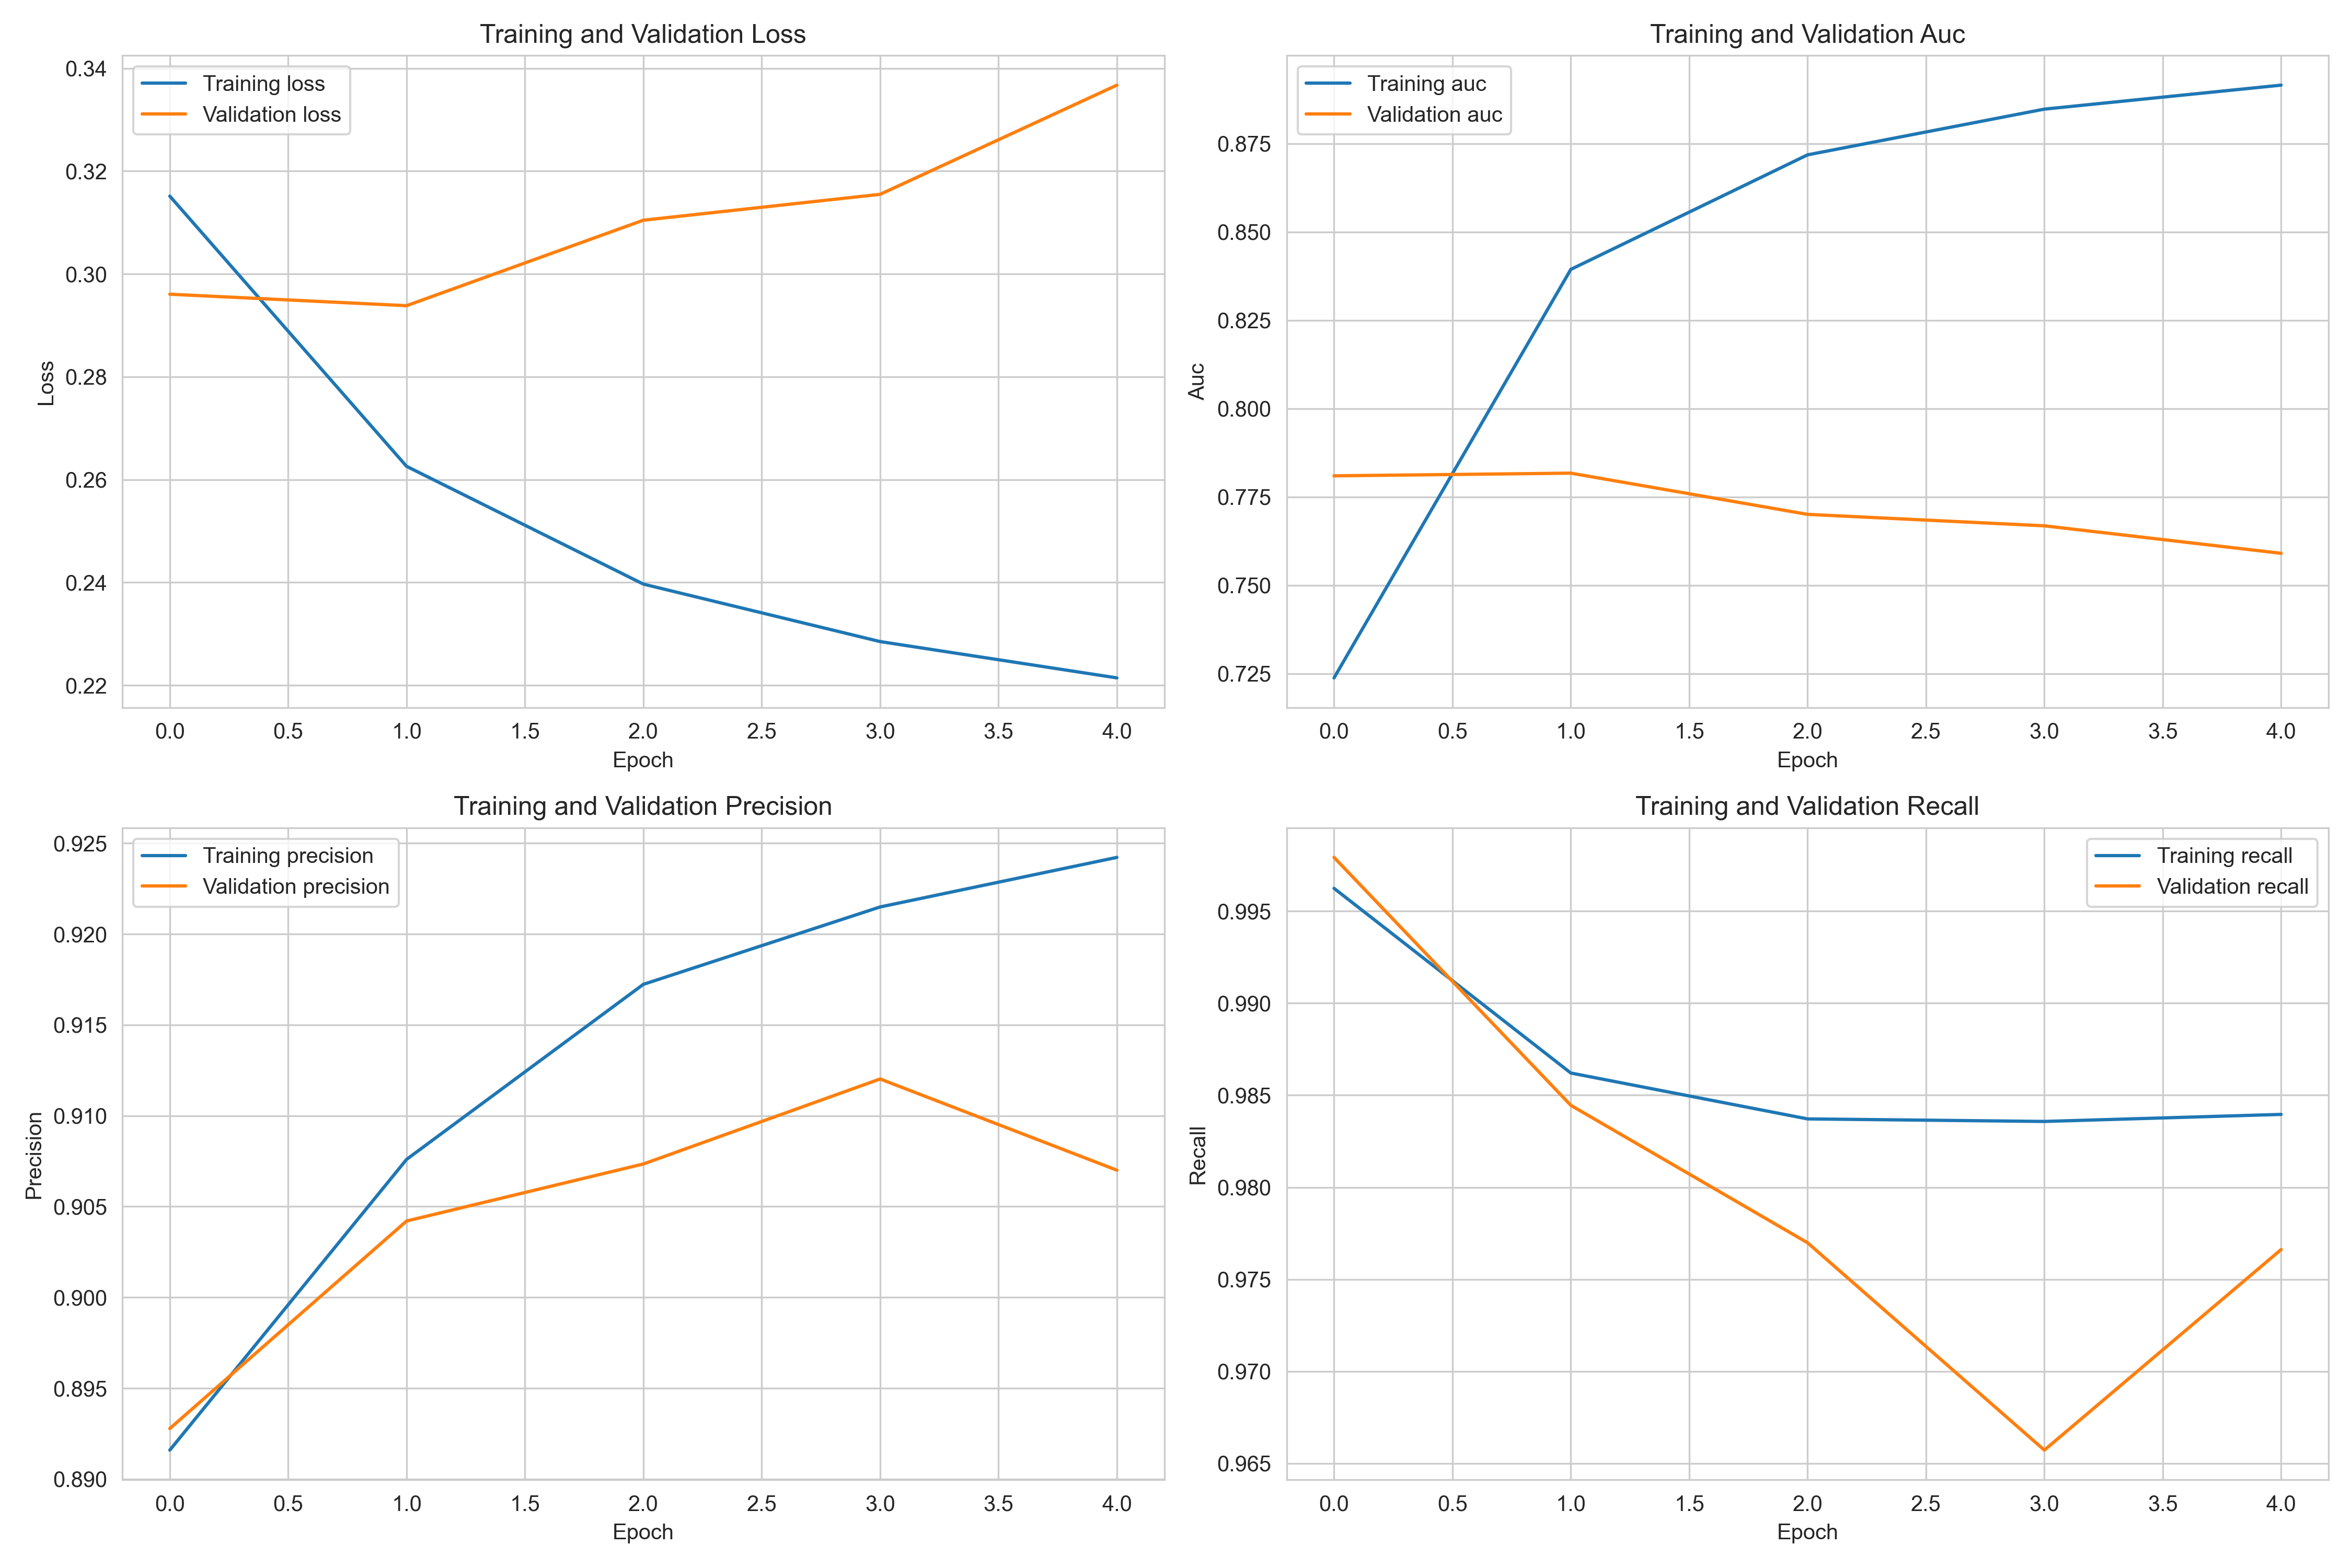 Training and Validation Loss
Training loss
Validation loss
0.34
0.32
0.30
0.28
0.26
0.24
0.22
Loss
0.0 0.5 1.0 1.5 2.0 2.5 3.0 3.5 4.0
Epoch
Training and Validation Auc
Training auc
Validation auc
0.875
0.850
0.825
0.800
0.775
0.750
0.725
Auc
0.0 0.5 1.0 1.5 2.0 2.5 3.0 3.5 4.0
Epoch
Training and Validation Precision
Training precision
Validation precision
0.925
0.920
0.915
0.910
0.905
0.900
0.895
0.890
Precision
0.0 0.5 1.0 1.5 2.0 2.5 3.0 3.5 4.0
Epoch
Training and Validation Recall
Training recall
Validation recall
0.995
0.990
0.985
0.980
0.975
0.970
0.965
Recall
0.0 0.5 1.0 1.5 2.0 2.5 3.0 3.5 4.0
Epoch